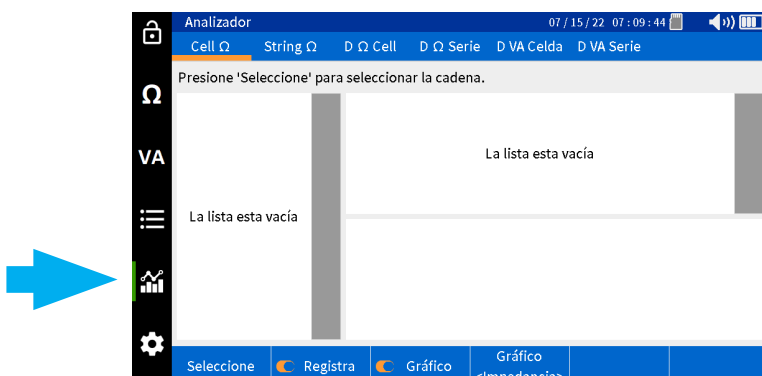 Analizador 07/15/22 07:09:44
Cell Ω String Ω D Ω Cell D Ω Serie D VA Celda D VA Serie
Presione 'Seleccione' para seleccionar la cadena.
Ω
VA
La lista esta vacía
La lista esta vacía
Seleccione Registra Gráfico Gráfico
<Impedancia>